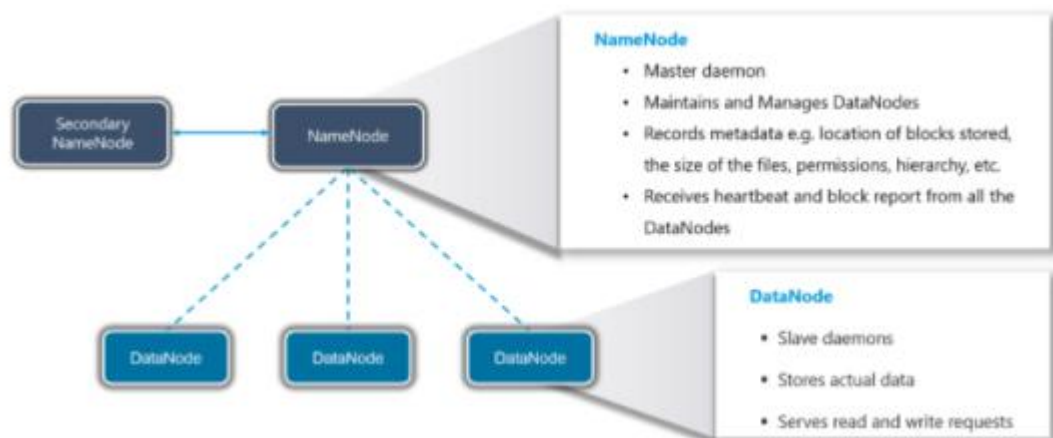 NameNode
• Master daemon
• Maintains and Manages DataNodes
• Records metadata e.g. location of blocks stored,
the size of the files, permissions, hierarchy, etc.
• Receives heartbeat and block report from all the
DataNodes
Secondary
NameNode
NameNode
DataNode
DataNode
DataNode
DataNode
▪ Slave daemons
▪ Stores actual data
▪ Serves read and write requests